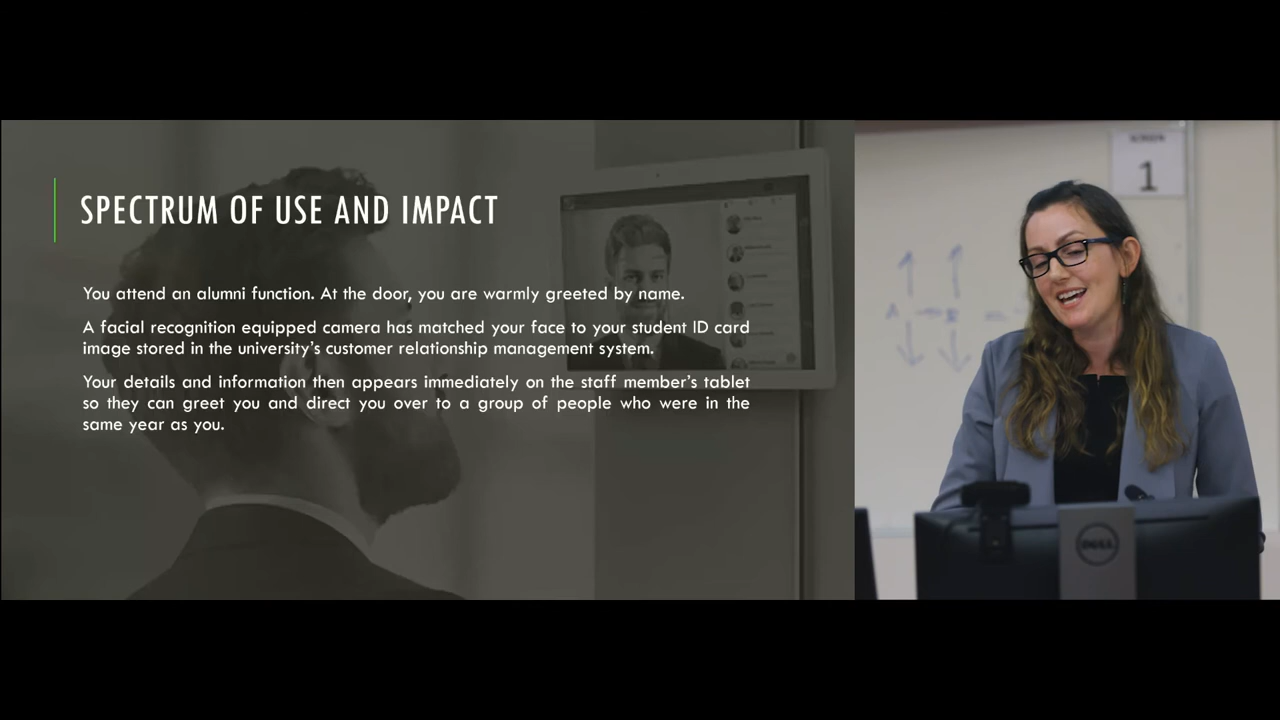 SPECTRUM OF USE AND IMPACT
You attend an alumni function. At the door, you are warmly greeted by name.
A facial recognition equipped camera has matched your face to your student ID card
image stored in the university's customer relationship management system.
Your details and information then appears immediately on the staff member's tablet
so they can greet you and direct you over to a group of people who were in the
same year as you.
SCREEN
1
DELL